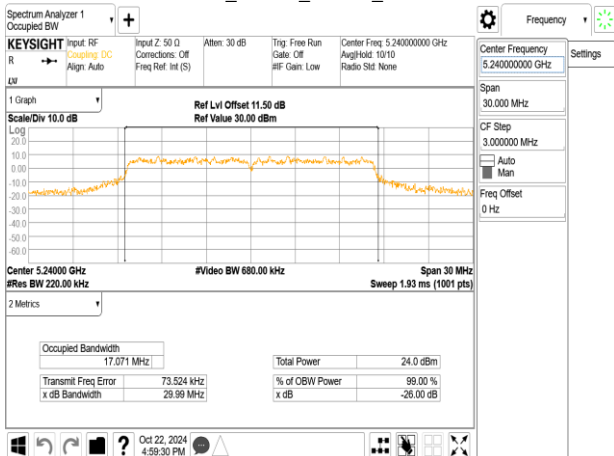 Spectrum Analyzer 1
Occupied BW
KEYSIGHT
R
Input: RF
Coupling: DC
Align: Auto
Input Z: 50 Ω
Corrections: Off
Freq Ref: Int (S)
Atten: 30 dB
Trig: Free Run
Gate: Off
#IF Gain: Low
Center Freq: 5.240000000 GHz
Avg|Hold: 10/10
Radio Std: None
Frequency
Settings
Center Frequency
5.240000000 GHz
Span
30.000 MHz
CF Step
3.000000 MHz
Auto
Man
Freq Offset
0 Hz
1 Graph
Scale/Div 10.0 dB
Ref Lvl Offset 11.50 dB
Ref Value 30.00 dBm
Log
20.0
10.0
0.00
-10.0
-20.0
-30.0
-40.0
-50.0
-60.0
Center 5.24000 GHz
#Video BW 680.00 kHz
Span 30 MHz
#Res BW 220.00 kHz
Sweep 1.93 ms (1001 pts)
2 Metrics
Occupied Bandwidth
17.071 MHz
Total Power 24.0 dBm
Transmit Freq Error 73.524 kHz
% of OBW Power 99.00 %
x dB Bandwidth 29.99 MHz
x dB -26.00 dB
?
Oct 22, 2024
4:59:30 PM